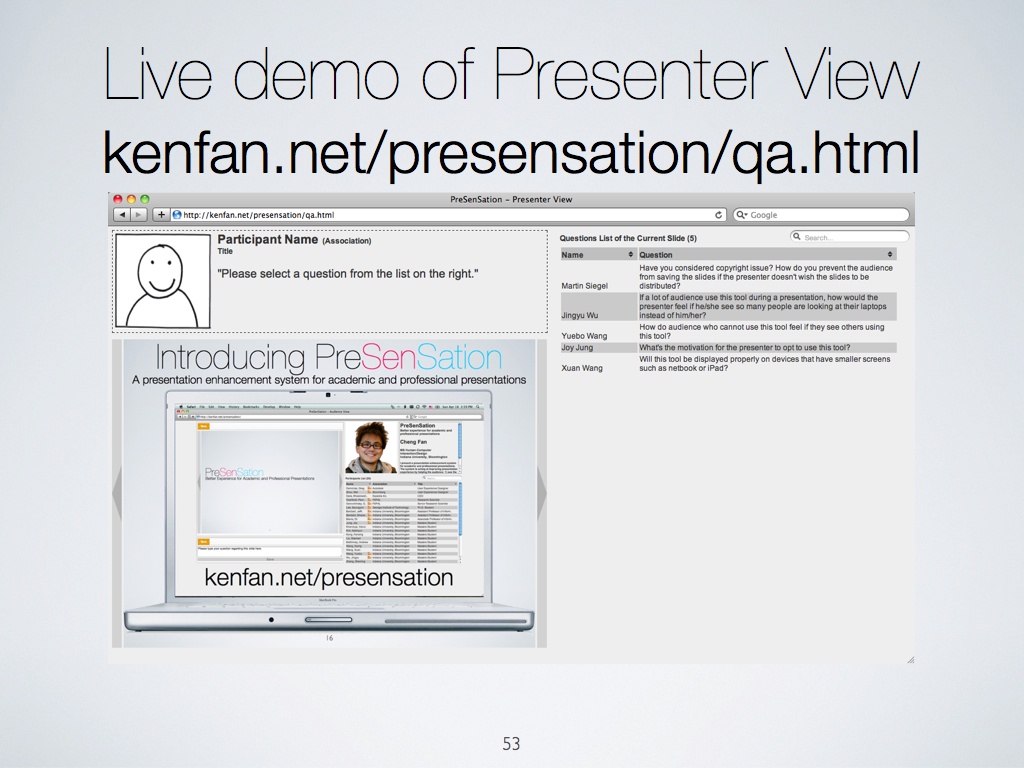 Live demo of Presenter View
kenfan.net/presensation/qa.html
PreSenSation – Presenter View
http://kenfan.net/presensation/qa.html
Google
Participant Name (Association)
Title
"Please select a question from the list on the right."
Questions List of the Current Slide (5)
Search...
Name Question
Martin Siegel
Have you considered copyright issue? How do you prevent the audience
from saving the slides if the presenter doesn't wish the slides to be
distributed?
Jingyu Wu
If a lot of audience use this tool during a presentation, how would the
presenter feel if he/she see so many people are looking at their laptops
instead of him/her?
Yuebo Wang
How do audience who cannot use this tool feel if they see others using
this tool?
Joy Jung
What's the motivation for the presenter to opt to use this tool?
Xuan Wang
Will this tool be displayed properly on devices that have smaller screens
such as netbook or iPad?
Introducing PreSenSation
A presentation enhancement system for academic and professional presentations
PreSenSation
Better experience for academic and
professional presentations
Cheng Fan
PreSenSation
Better Experience for Academic and Professional Presentations
kenfan.net/presensation
16
53